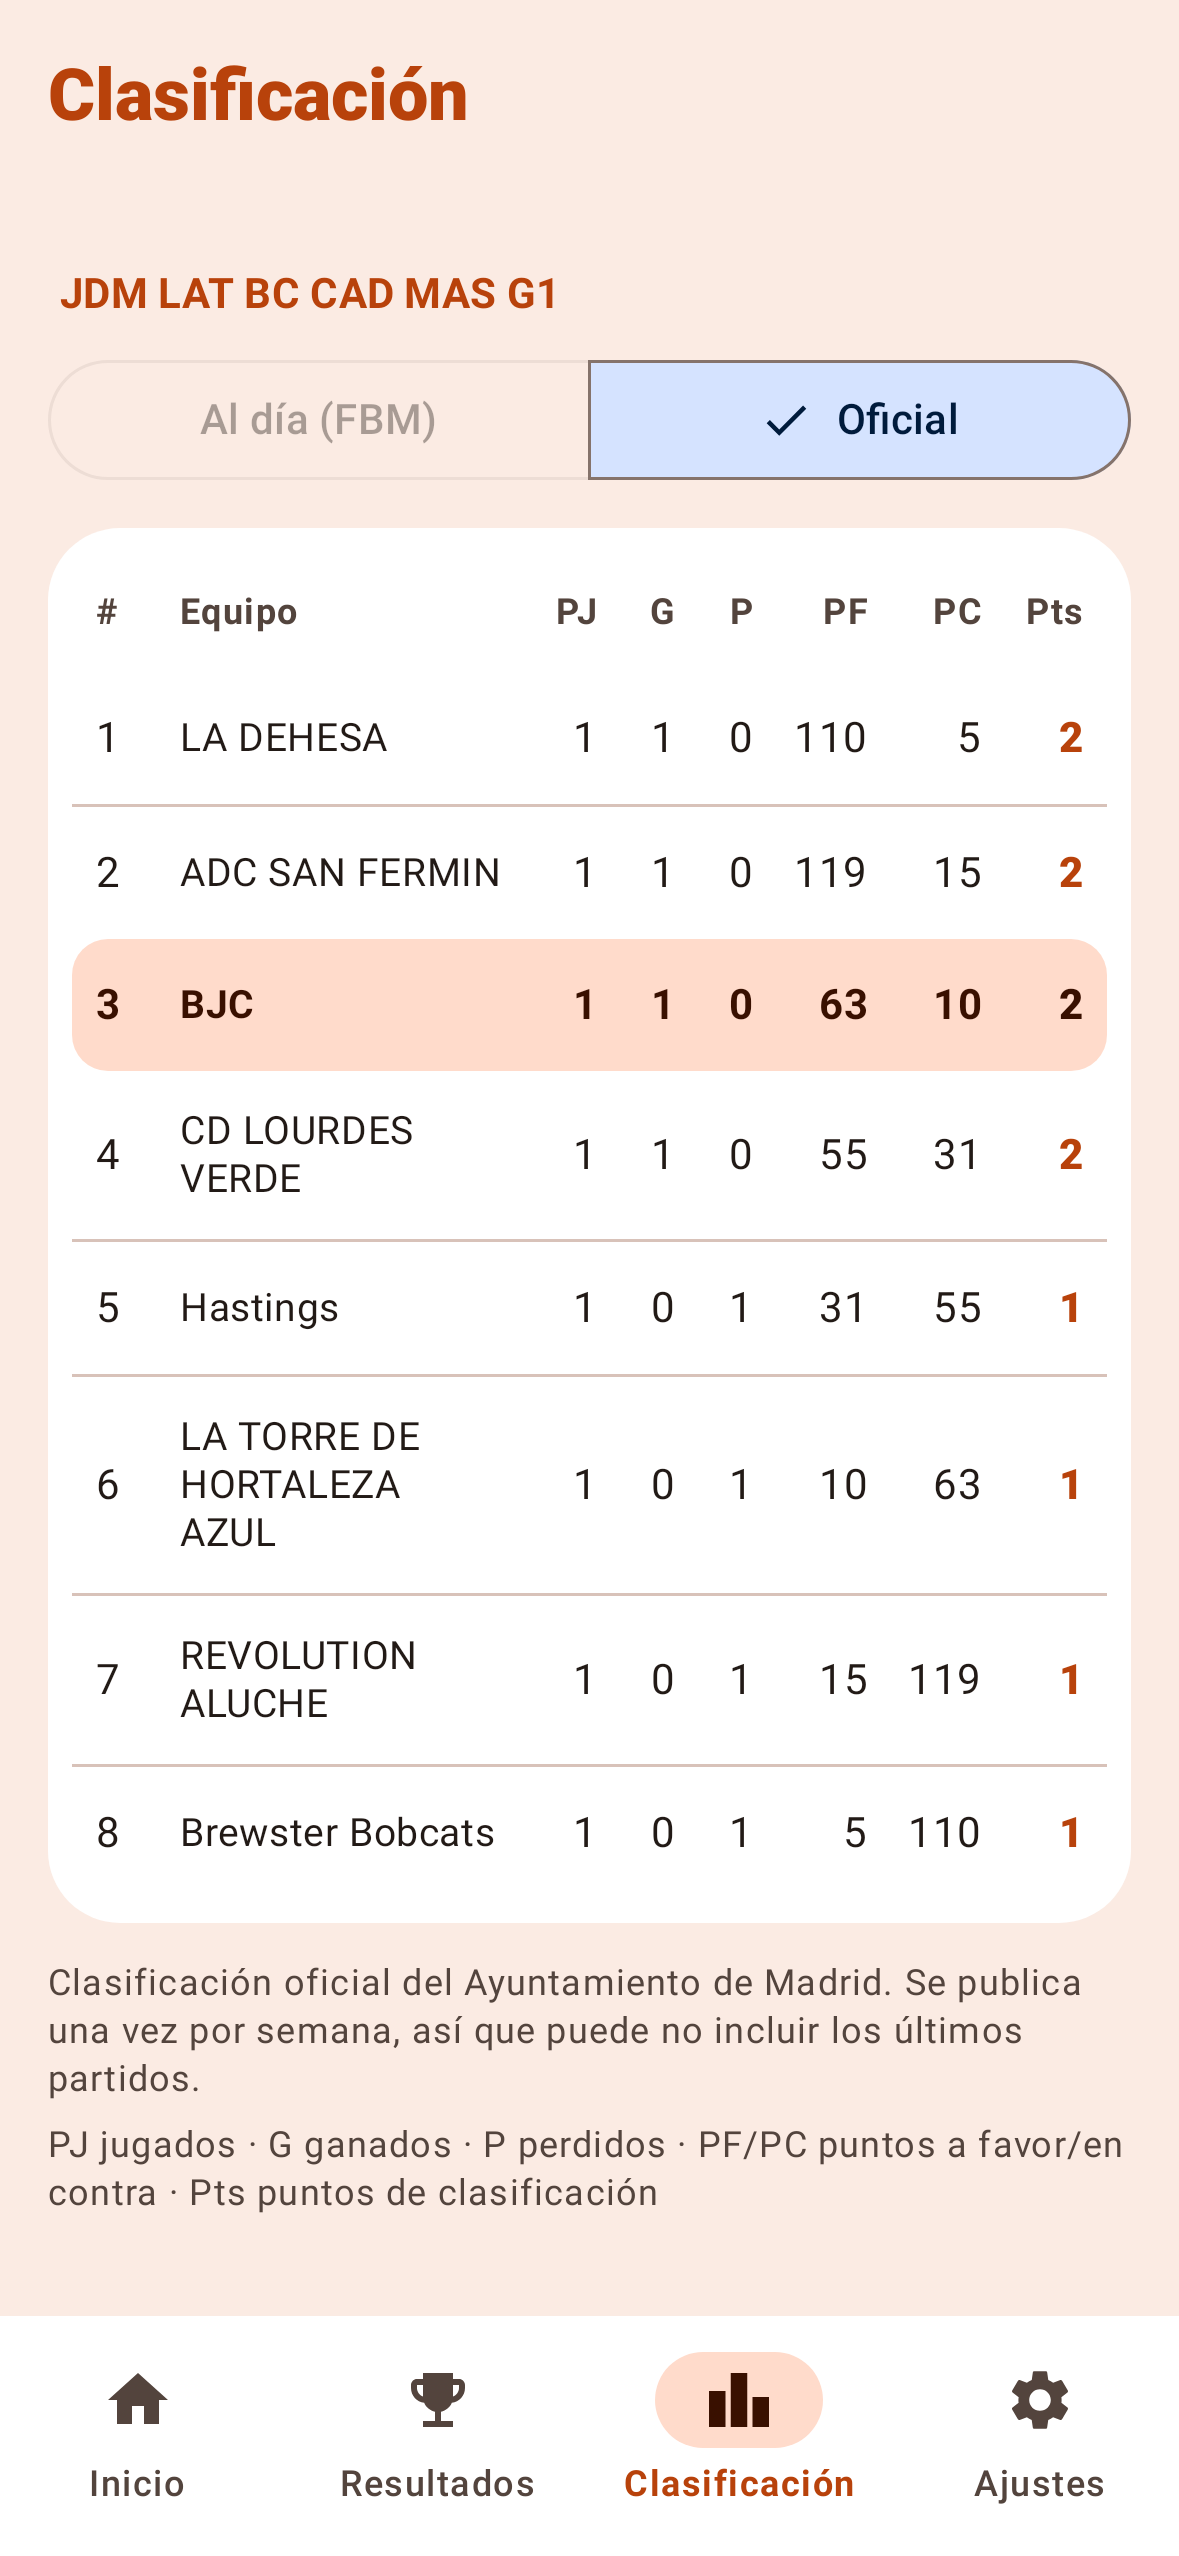 Clasificación
JDM LAT BC CAD MAS G1
Al día (FBM) Oficial
# Equipo PJ G P PF PC Pts
1 LA DEHESA 1 1 0 110 5 2
2 ADC SAN FERMIN 1 1 0 119 15 2
3 BJC 1 1 0 63 10 2
4 CD LOURDES VERDE 1 1 0 55 31 2
5 Hastings 1 0 1 31 55 1
6 LA TORRE DE HORTALEZA AZUL 1 0 1 10 63 1
7 REVOLUTION ALUCHE 1 0 1 15 119 1
8 Brewster Bobcats 1 0 1 5 110 1
Clasificación oficial del Ayuntamiento de Madrid. Se publica
una vez por semana, así que puede no incluir los últimos
partidos.
PJ jugados · G ganados · P perdidos · PF/PC puntos a favor/en
contra · Pts puntos de clasificación
Inicio Resultados Clasificación Ajustes